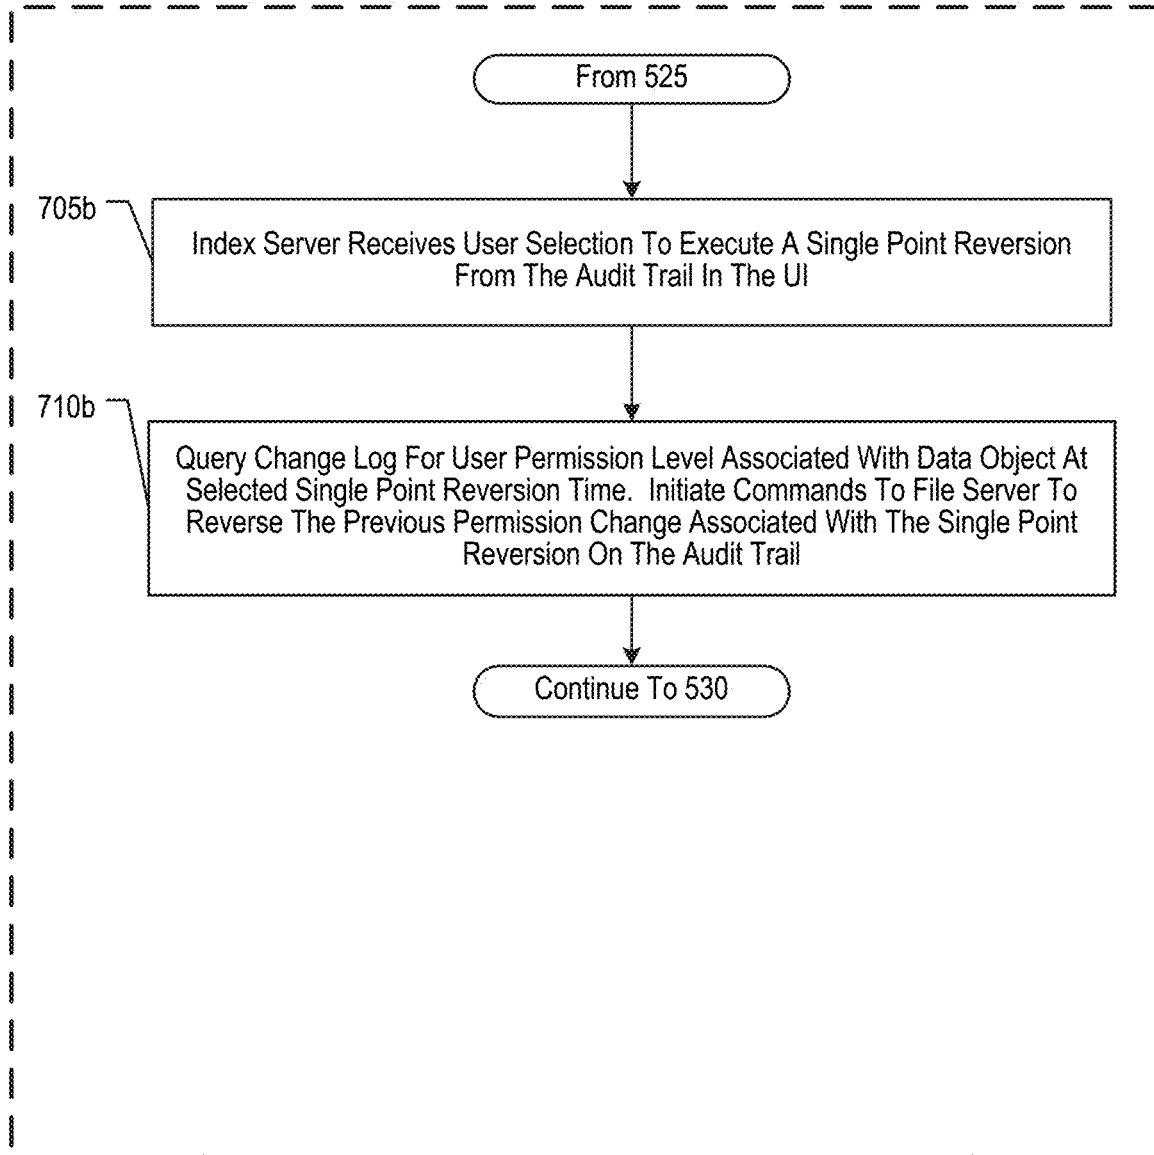 From 525
705b
Index Server Receives User Selection To Execute A Single Point Reversion
From The Audit Trail In The UI
710b
Query Change Log For User Permission Level Associated With Data Object At
Selected Single Point Reversion Time. Initiate Commands To File Server To
Reverse The Previous Permission Change Associated With The Single Point
Reversion On The Audit Trail
Continue To 530